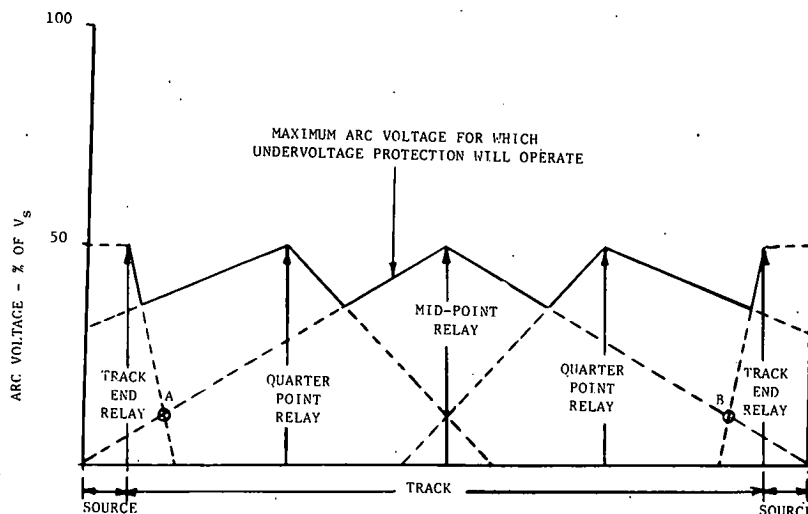 100
MAXIMUM ARC VOLTAGE FOR WHICH
UNDERVOLTAGE PROTECTION WILL OPERATE
50
ARC VOLTAGE - % OF Vs
MID-POINT
RELAY
TRACK
END
RELAY
A
QUARTER
POINT
RELAY
QUARTER
POINT
RELAY
B
TRACK
END
RELAY
TRACK
SOURCE
SOURCE